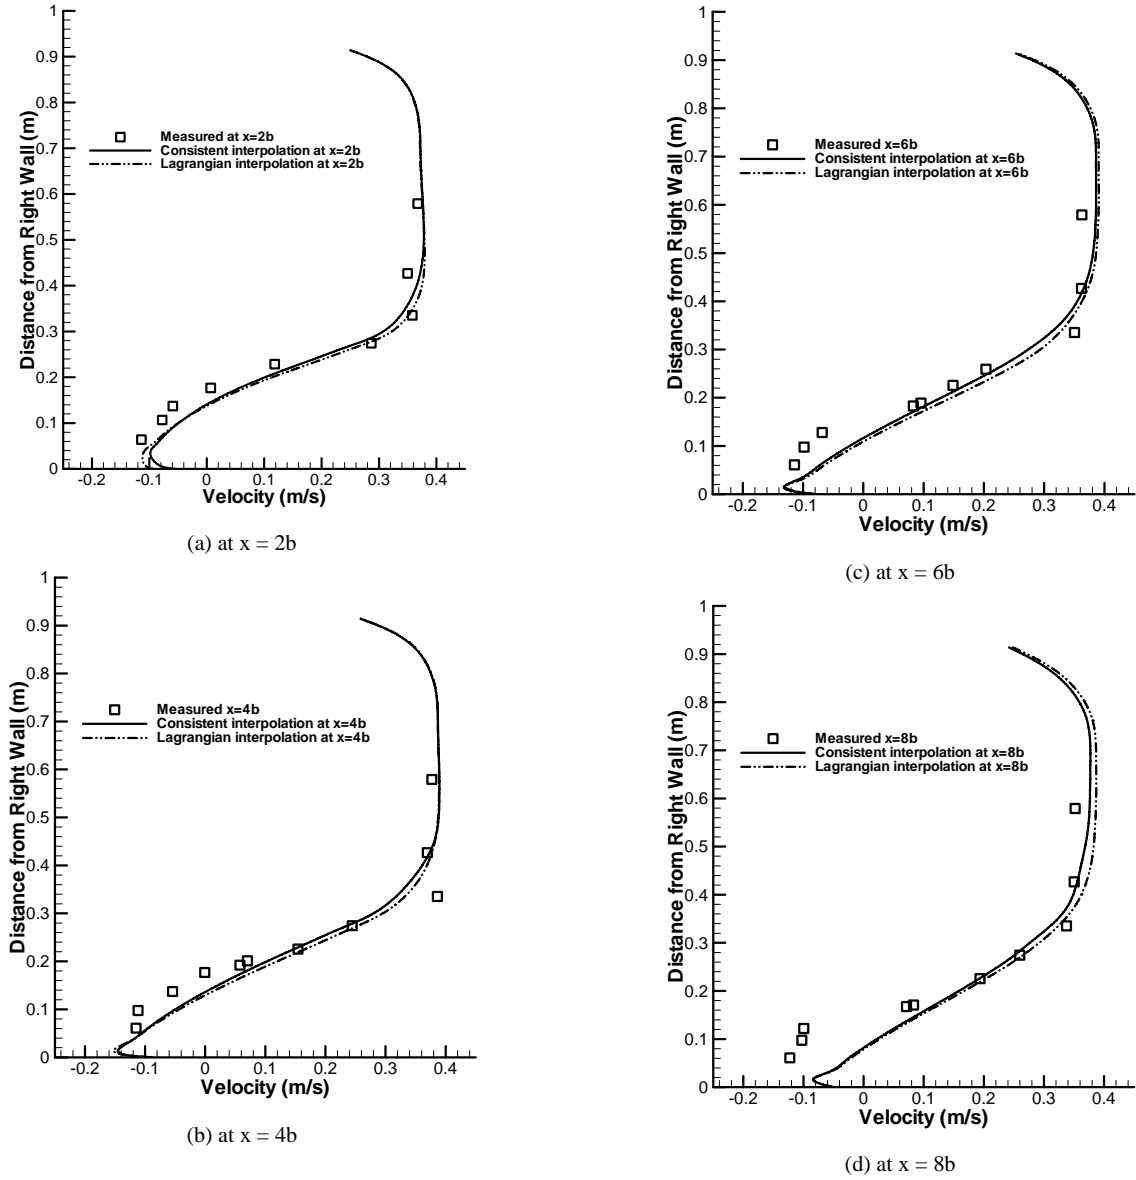 1
0.9
0.8
0.7
0.6
0.5
0.4
0.3
0.2
0.1
0
Distance from Right Wall (m)
Measured at x=2b
Consistent interpolation at x=2b
Lagrangian interpolation at x=2b
-0.2 -0.1 0 0.1 0.2 0.3 0.4
Velocity (m/s)
(a) at x = 2b
1
0.9
0.8
0.7
0.6
0.5
0.4
0.3
0.2
0.1
0
Distance from Right Wall (m)
Measured x=4b
Consistent interpolation at x=4b
Lagrangian interpolation at x=4b
-0.2 -0.1 0 0.1 0.2 0.3 0.4
Velocity (m/s)
(b) at x = 4b
1
0.9
0.8
0.7
0.6
0.5
0.4
0.3
0.2
0.1
0
Distance from Right Wall (m)
Measured x=6b
Consistent interpolation at x=6b
Lagrangian interpolation at x=6b
-0.2 -0.1 0 0.1 0.2 0.3 0.4
Velocity (m/s)
(c) at x = 6b
1
0.9
0.8
0.7
0.6
0.5
0.4
0.3
0.2
0.1
0
Distance from Right Wall (m)
Measured x=8b
Consistent interpolation at x=8b
Lagrangian interpolation at x=8b
-0.2 -0.1 0 0.1 0.2 0.3 0.4
Velocity (m/s)
(d) at x = 8b